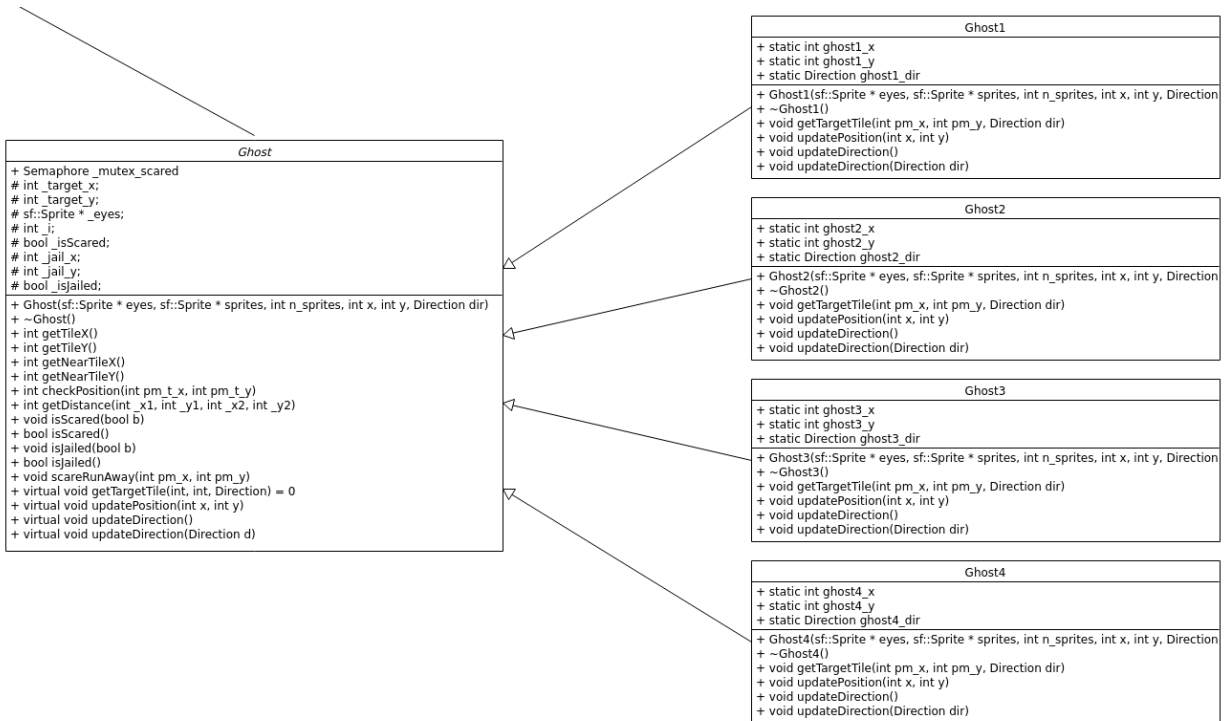 Ghost
+ Semaphore _mutex_scared
# int _target_x;
# int _target_y;
# sf::Sprite * _eyes;
# int _i;
# bool _isScared;
# int _jail_x;
# int _jail_y;
# bool _isJailed;
+ Ghost(sf::Sprite * eyes, sf::Sprite * sprites, int n_sprites, int x, int y, Direction dir)
+ ~Ghost()
+ int getTileX()
+ int getTileY()
+ int getNearTileX()
+ int getNearTileY()
+ int checkPosition(int pm_t_x, int pm_t_y)
+ int getDistance(int _x1, int _y1, int _x2, int _y2)
+ void isScared(bool b)
+ bool isScared()
+ void isJailed(bool b)
+ bool isJailed()
+ void scareRunAway(int pm_x, int pm_y)
+ virtual void getTargetTile(int, int, Direction) = 0
+ virtual void updatePosition(int x, int y)
+ virtual void updateDirection()
+ virtual void updateDirection(Direction d)
Ghost1
+ static int ghost1_x
+ static int ghost1_y
+ static Direction ghost1_dir
+ Ghost1(sf::Sprite * eyes, sf::Sprite * sprites, int n_sprites, int x, int y, Direction
+ ~Ghost1()
+ void getTargetTile(int pm_x, int pm_y, Direction dir)
+ void updatePosition(int x, int y)
+ void updateDirection()
+ void updateDirection(Direction dir)
Ghost2
+ static int ghost2_x
+ static int ghost2_y
+ static Direction ghost2_dir
+ Ghost2(sf::Sprite * eyes, sf::Sprite * sprites, int n_sprites, int x, int y, Direction
+ ~Ghost2()
+ void getTargetTile(int pm_x, int pm_y, Direction dir)
+ void updatePosition(int x, int y)
+ void updateDirection()
+ void updateDirection(Direction dir)
Ghost3
+ static int ghost3_x
+ static int ghost3_y
+ static Direction ghost3_dir
+ Ghost3(sf::Sprite * eyes, sf::Sprite * sprites, int n_sprites, int x, int y, Direction
+ ~Ghost3()
+ void getTargetTile(int pm_x, int pm_y, Direction dir)
+ void updatePosition(int x, int y)
+ void updateDirection()
+ void updateDirection(Direction dir)
Ghost4
+ static int ghost4_x
+ static int ghost4_y
+ static Direction ghost4_dir
+ Ghost4(sf::Sprite * eyes, sf::Sprite * sprites, int n_sprites, int x, int y, Direction
+ ~Ghost4()
+ void getTargetTile(int pm_x, int pm_y, Direction dir)
+ void updatePosition(int x, int y)
+ void updateDirection()
+ void updateDirection(Direction dir)